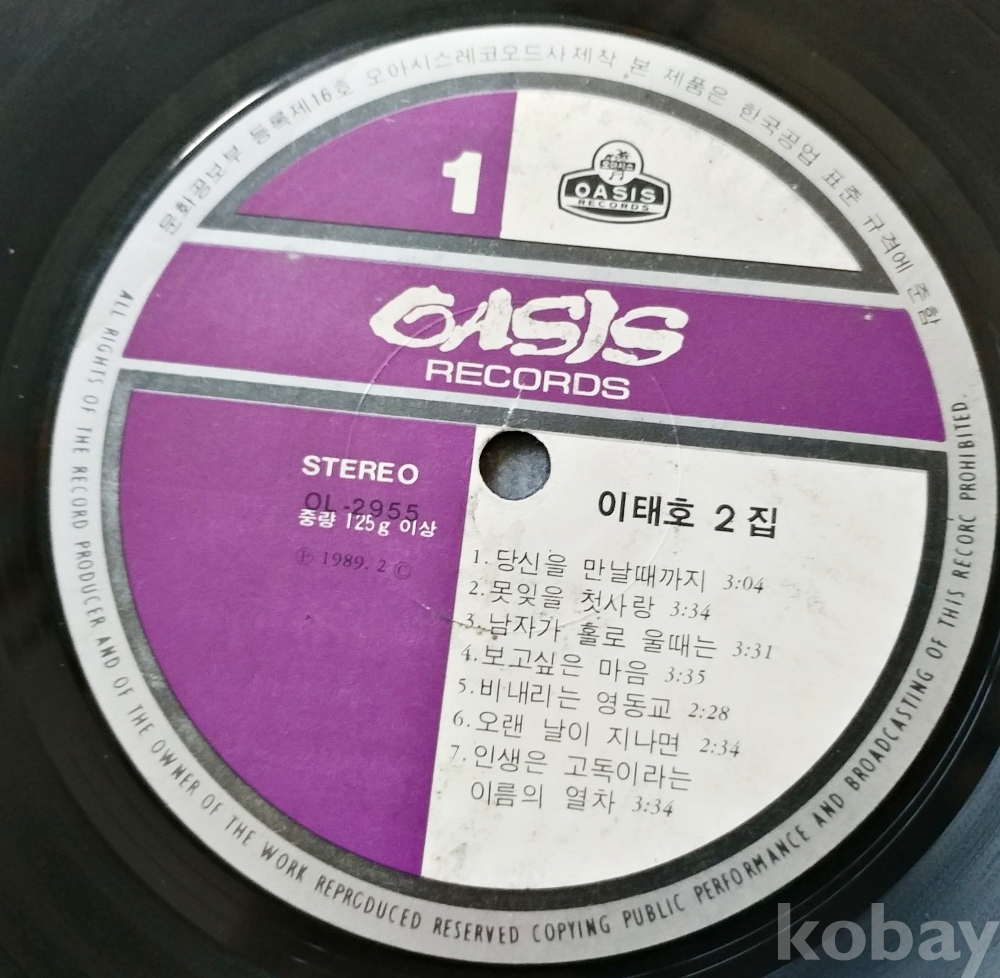 문화공보부 등록제16호 오아시스레코오드사제작 본 제품은 한국공업 표준 규격에 준함
1
오아시스
OASIS
RECORDS
OASIS
RECORDS
STEREO
OL-2955
중량 125g 이상
Ⓟ 1989. 2 ©
이태호 2집
1. 당신을 만날때까지 3:04
2. 못잊을 첫사랑 3:34
3. 남자가 홀로 울때는 3:31
4. 보고싶은 마음 3:35
5. 비내리는 영동교 2:28
6. 오랜 날이 지나면 2:34
7. 인생은 고독이라는
이름의 열차 3:34
ALL RIGHTS OF THE RECORD PRODUCER AND OF THE OWNER OF THE WORK REPRCDUCED RESERVED COPYING PUBLIC PERFORMANCE AND BROADCASTING OF THIS RECORC PROHIBITED.
kobay